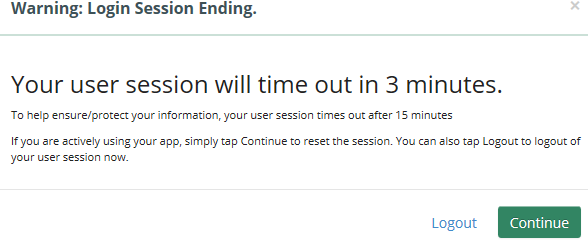 Warning: Login Session Ending.
×
Your user session will time out in 3 minutes.
To help ensure/protect your information, your user session times out after 15 minutes
If you are actively using your app, simply tap Continue to reset the session. You can also tap Logout to logout of
your user session now.
Logout Continue